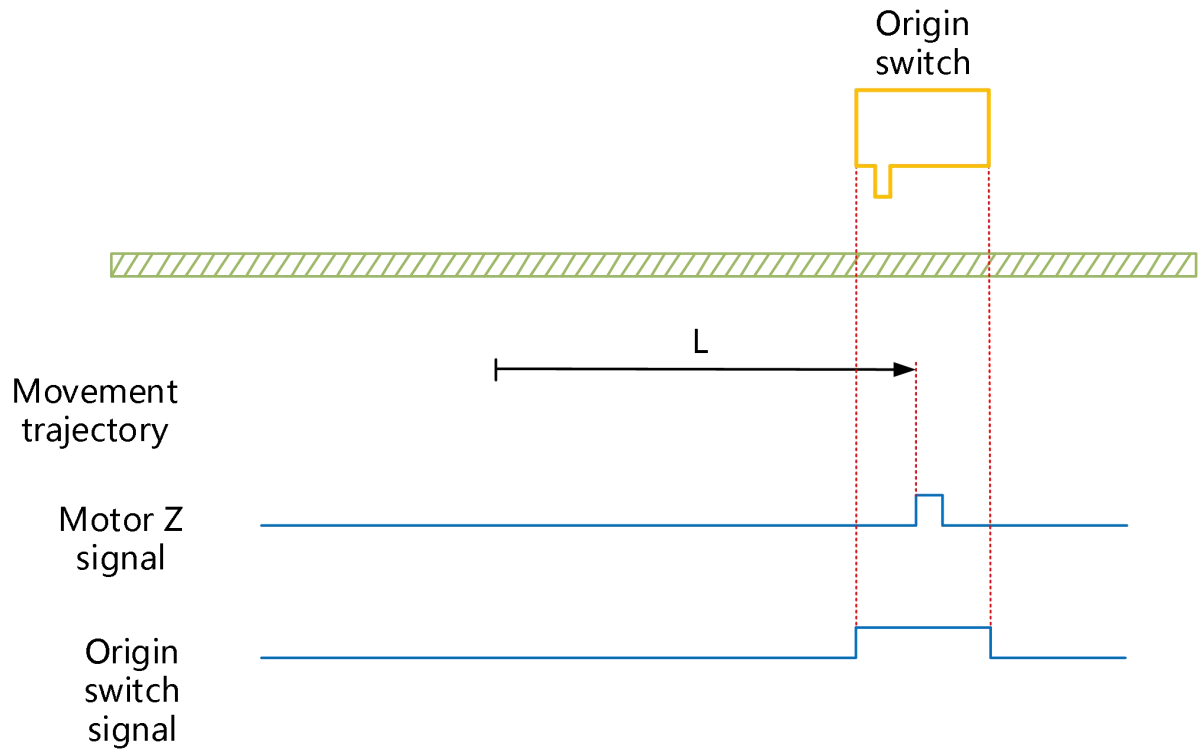 Origin
switch
L
Movement
trajectory
Motor Z
signal
Origin
switch
signal